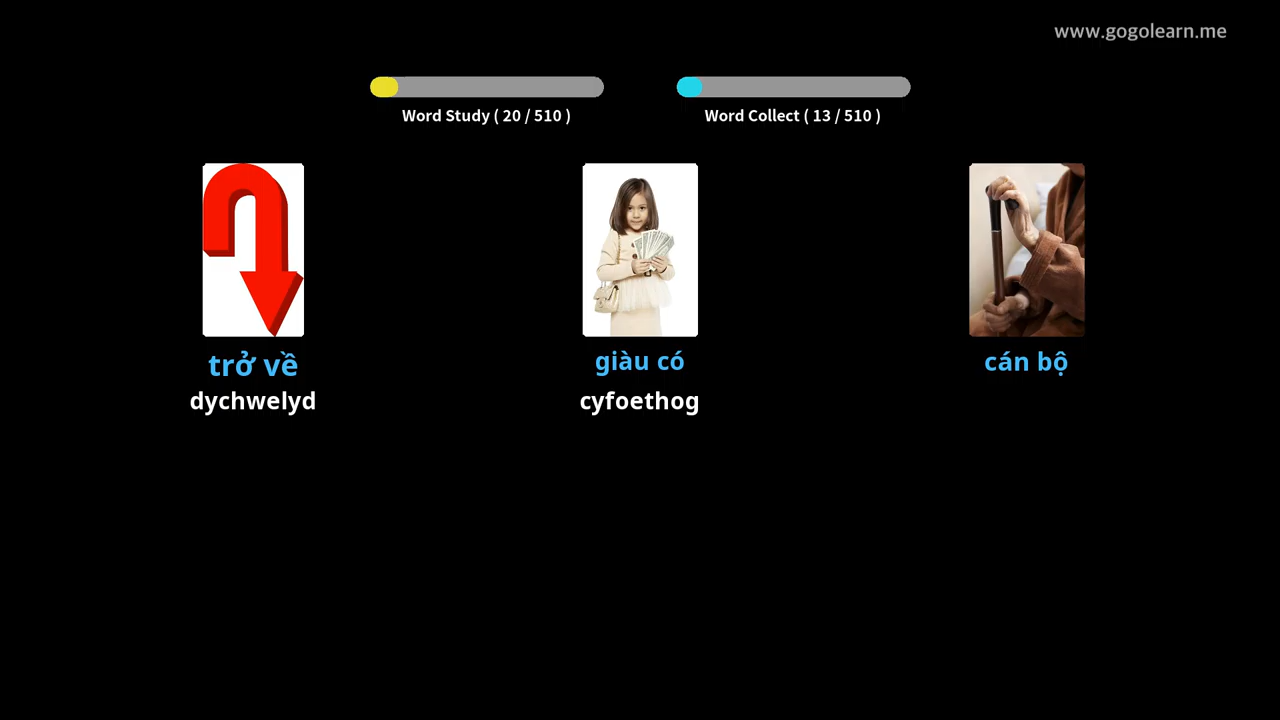 www.gogolearn.me
Word Study ( 20 / 510 )
Word Collect ( 13 / 510 )
trở về
giàu có
cán bộ
dychwelyd
cyfoethog